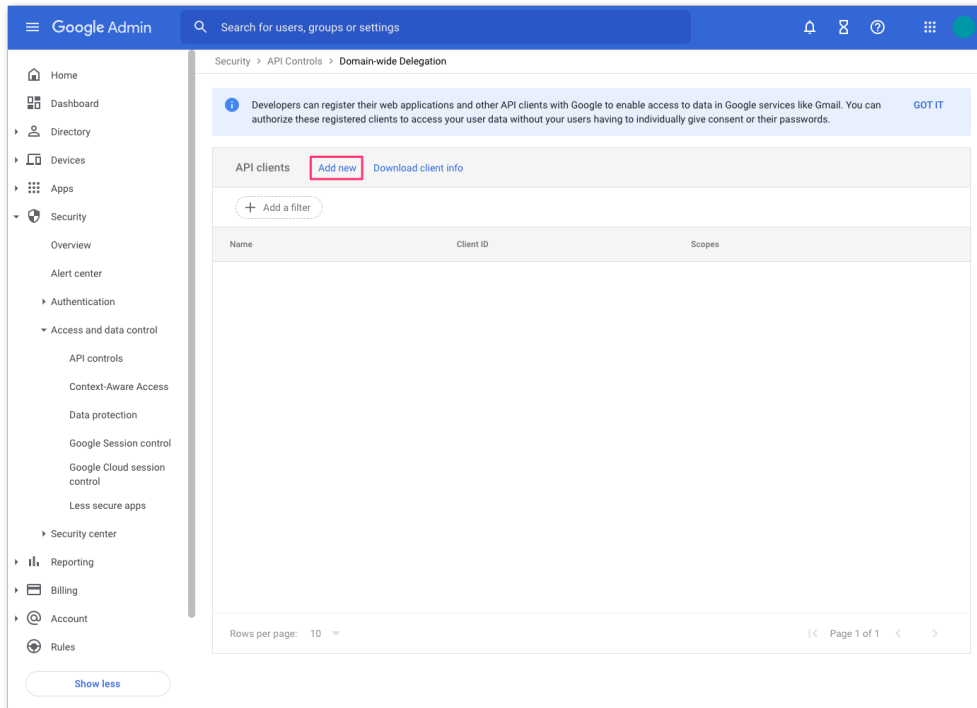 Google Admin
Search for users, groups or settings
Home
Dashboard
Directory
Devices
Apps
Security
Overview
Alert center
Authentication
Access and data control
API controls
Context-Aware Access
Data protection
Google Session control
Google Cloud session
control
Less secure apps
Security center
Reporting
Billing
Account
Rules
Show less
Security > API Controls > Domain-wide Delegation
Developers can register their web applications and other API clients with Google to enable access to data in Google services like Gmail. You can
authorize these registered clients to access your user data without your users having to individually give consent or their passwords.
GOT IT
API clients Add new Download client info
+ Add a filter
Name Client ID Scopes
Rows per page: 10
Page 1 of 1